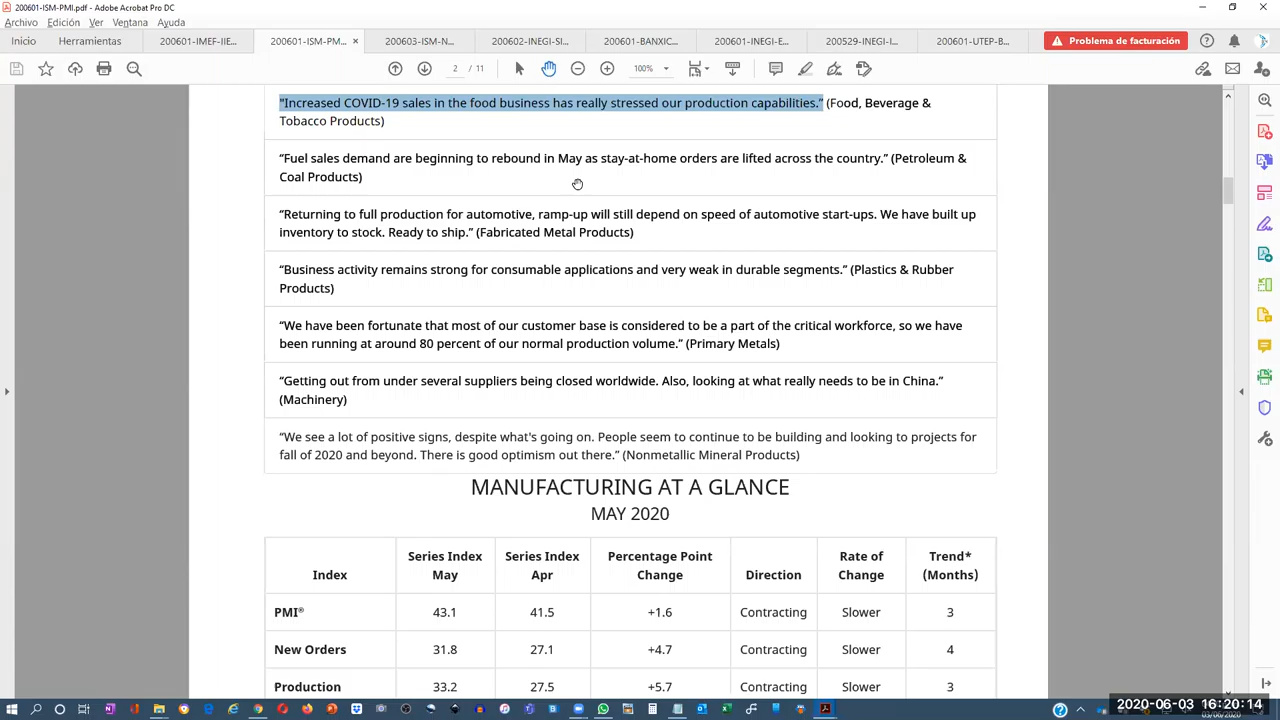 200601-ISM-PMI.pdf - Adobe Acrobat Pro DC
Archivo Edición Ver Ventana Ayuda
Inicio Herramientas 200601-IMEF-IIE... 200601-ISM-PM... × 200603-ISM-N... 200602-INEGI-SI... 200601-BANXIC... 200601-INEGI-E... 200529-INEGI-I... 200601-UTEP-B... Problema de facturación
2 / 11 100%
"Increased COVID-19 sales in the food business has really stressed our production capabilities." (Food, Beverage &
Tobacco Products)
"Fuel sales demand are beginning to rebound in May as stay-at-home orders are lifted across the country." (Petroleum &
Coal Products)
"Returning to full production for automotive, ramp-up will still depend on speed of automotive start-ups. We have built up
inventory to stock. Ready to ship." (Fabricated Metal Products)
"Business activity remains strong for consumable applications and very weak in durable segments." (Plastics & Rubber
Products)
"We have been fortunate that most of our customer base is considered to be a part of the critical workforce, so we have
been running at around 80 percent of our normal production volume." (Primary Metals)
"Getting out from under several suppliers being closed worldwide. Also, looking at what really needs to be in China."
(Machinery)
"We see a lot of positive signs, despite what's going on. People seem to continue to be building and looking to projects for
fall of 2020 and beyond. There is good optimism out there." (Nonmetallic Mineral Products)
MANUFACTURING AT A GLANCE
MAY 2020
Index Series Index May Series Index Apr Percentage Point Change Direction Rate of Change Trend* (Months)
PMI® 43.1 41.5 +1.6 Contracting Slower 3
New Orders 31.8 27.1 +4.7 Contracting Slower 4
Production 33.2 27.5 +5.7 Contracting Slower 3
2020-06-03 16:20:14
03/06/2020